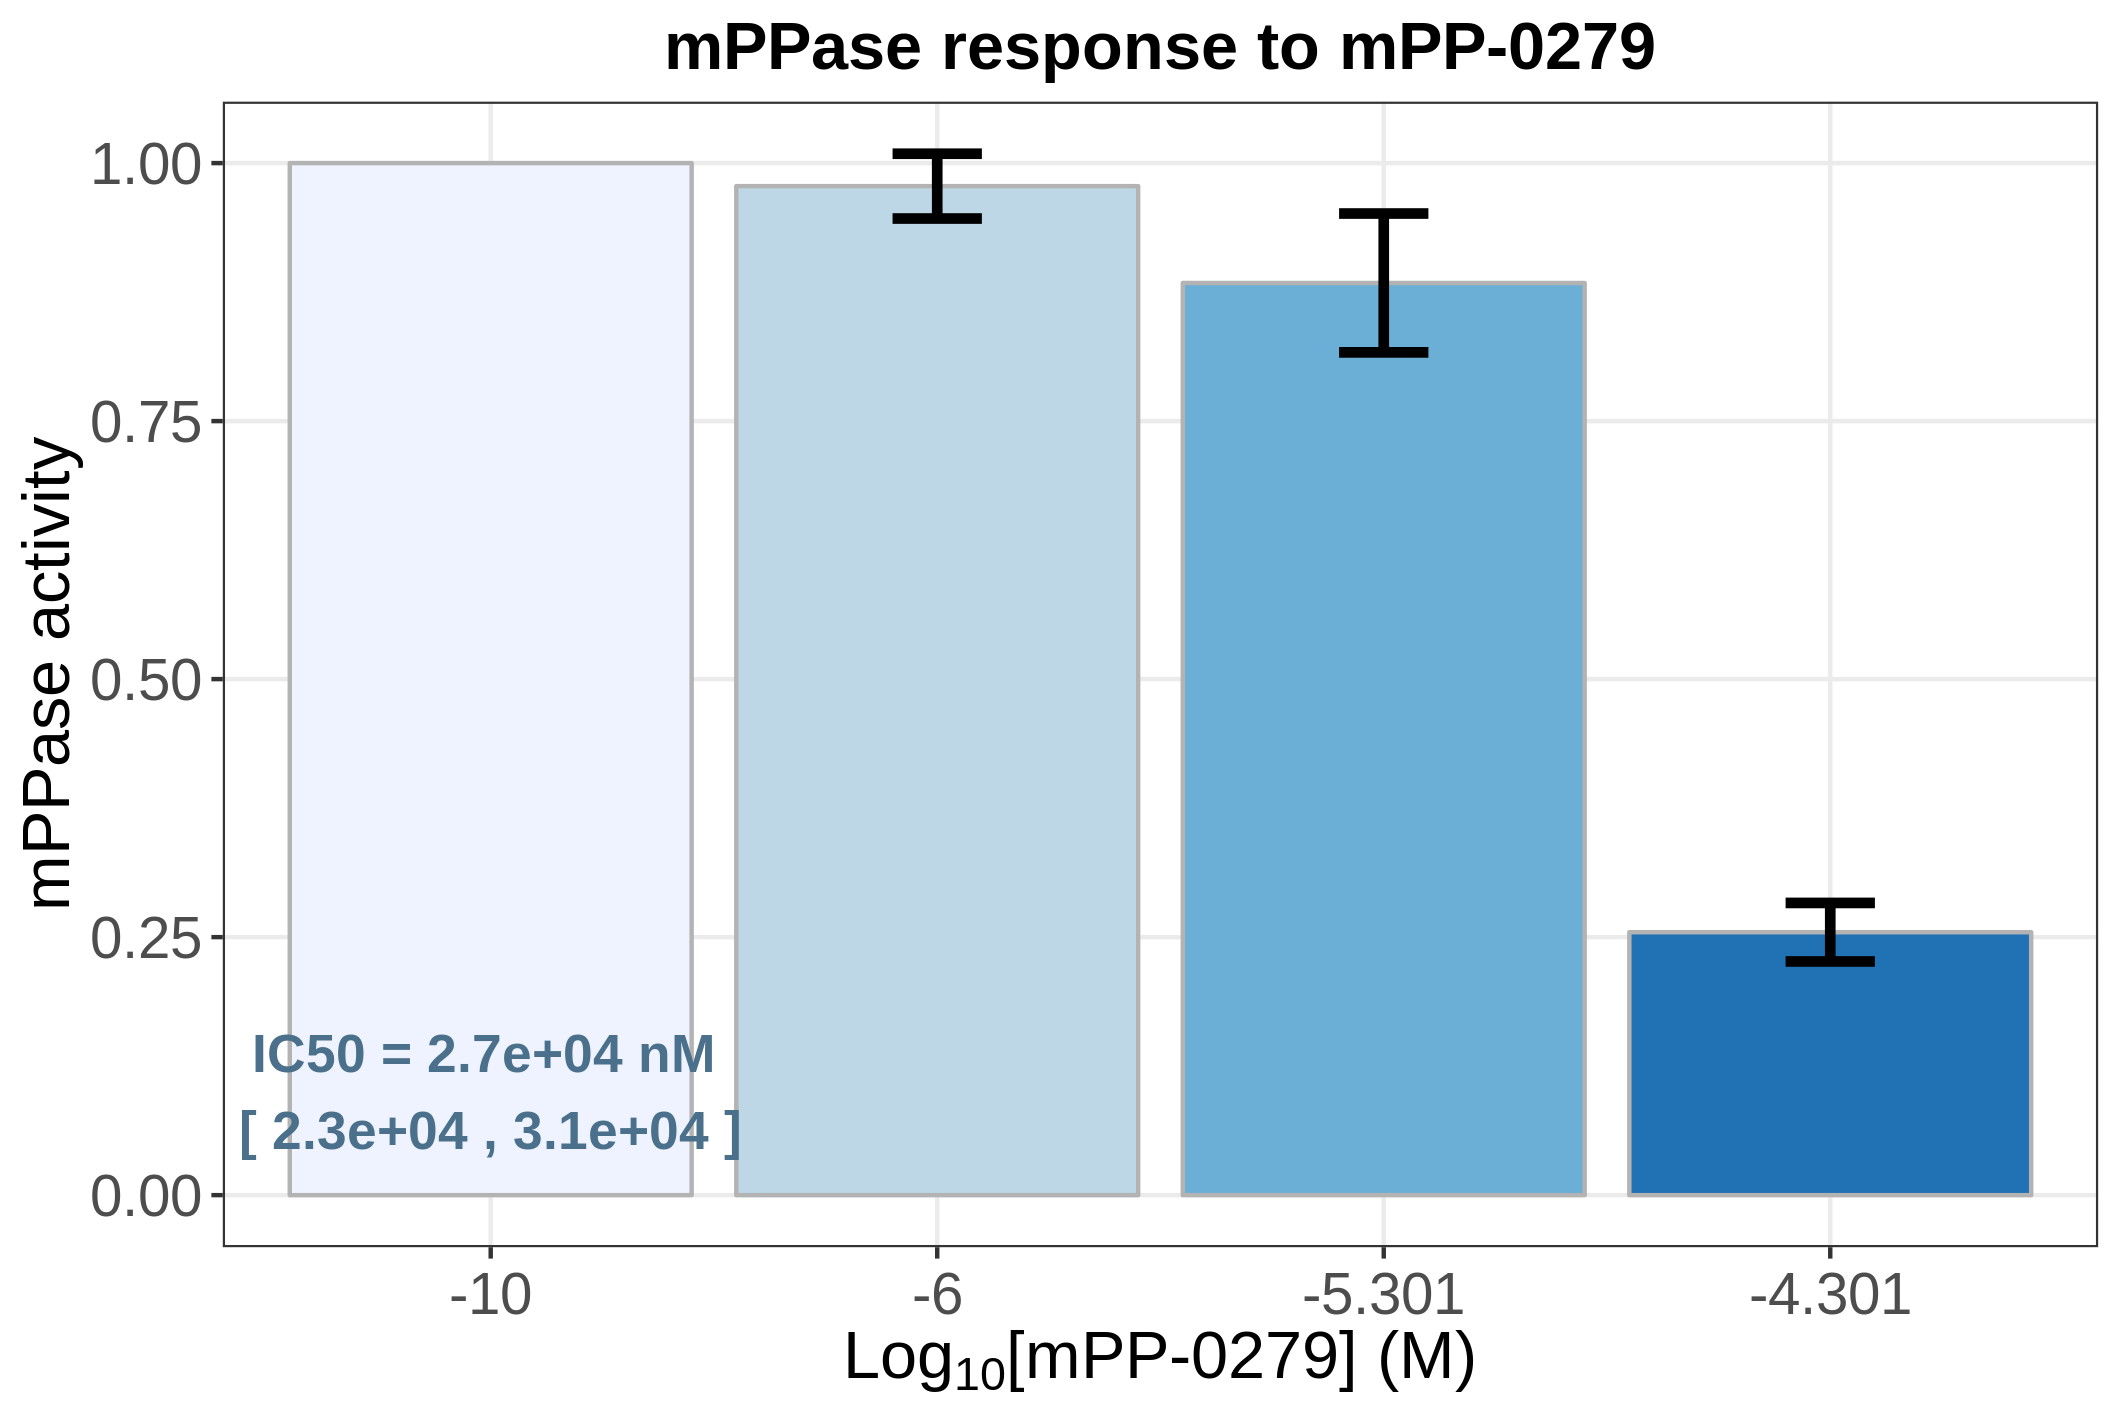 mPPase response to mPP-0279
mPPase activity
1.00
0.75
0.50
0.25
0.00
IC50 = 2.7e+04 nM
[ 2.3e+04 , 3.1e+04 ]
-10
-6
-5.301
-4.301
Log₁₀[mPP-0279] (M)